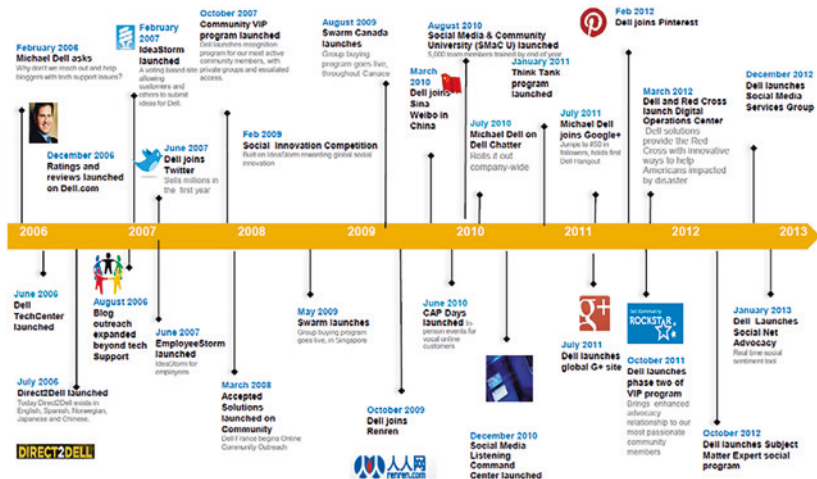 February 2006
Michael Dell asks
Why don't we reach out and help
bloggers with tech support issues?
December 2006
Ratings and
reviews launched
on Dell.com
February
2007
IdeaStorm launched
A voting based site
allowing
customers and
others to submit
ideas for Dell.
June 2007
Dell joins
Twitter
Sells millions in
the first year
October 2007
Community VIP
program launched
Dell launches recognition
program for our most active
community members, with
private groups and escalated
access.
Feb 2009
Social Innovation Competition
Built on IdeaStorm rewarding global social
innovation
August 2009
Swarm Canada
launches
Group buying
program goes live,
throughout Canada
March
2010
Dell joins
Sina
Weibo in
China
August 2010
Social Media & Community
University (SMaC U) launched
5,000 team members trained by end of year
July 2010
Michael Dell on
Dell Chatter
Rolls it out
company-wide
January 2011
Think Tank
program
launched
July 2011
Michael Dell
joins Google+
Jumps to #50 in
followers, holds first
Dell Hangout
Feb 2012
Dell joins Pinterest
March 2012
Dell and Red Cross
launch Digital
Operations Center
Dell solutions
provide the Red
Cross with innovative
ways to help
Americans impacted
by disaster
December 2012
Dell launches
Social Media
Services Group
2006 2007 2008 2009 2010 2011 2012 2013
June 2006
Dell
TechCenter
launched
July 2006
Direct2Dell launched
Today Direct2Dell exists in
English, Spanish, Norwegian,
Japanese and Chinese.
DIRECT2DELL
August 2006
Blog
outreach
expanded
beyond tech
Support
June 2007
EmployeeStorm
launched
IdeaStorm for
employees
March 2008
Accepted
Solutions
launched on
Community
Dell France begins Online
Community Outreach
May 2009
Swarm launches
Group buying program
goes live, in Singapore
October 2009
Dell joins
Renren
人人网
renren.com
June 2010
CAP Days
launched In-
person events for
vocal online
customers
December 2010
Social Media
Listening
Command
Center launched
g+
July 2011
Dell launches
global G+ site
ROCKSTAR
October 2011
Dell launches
phase two of
VIP program
Brings enhanced
advocacy
relationship to our
most passionate
community
members
October 2012
Dell launches Subject
Matter Expert social
program
January 2013
Dell Launches
Social Net
Advocacy
Real time social
sentiment tool